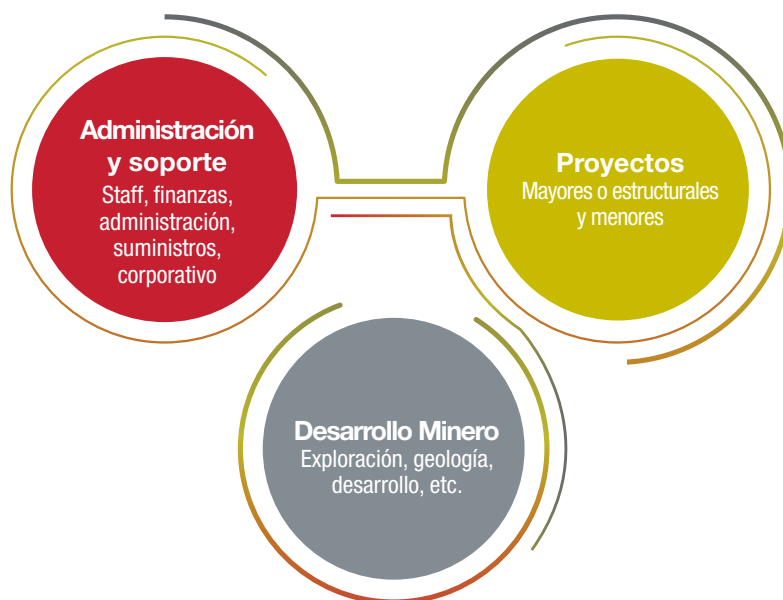 Administración
y soporte
Staff, finanzas,
administración,
suministros,
corporativo
Proyectos
Mayores o estructurales
y menores
Desarrollo Minero
Exploración, geología,
desarrollo, etc.